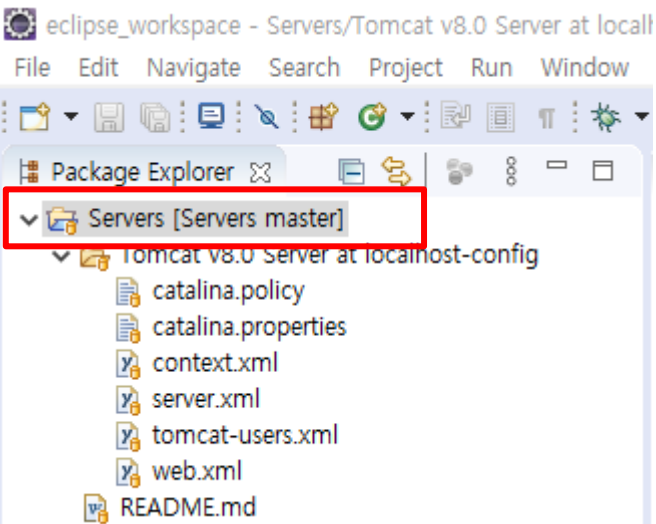 eclipse_workspace - Servers/Tomcat v8.0 Server at local
File Edit Navigate Search Project Run Window
Package Explorer
Servers [Servers master]
Tomcat v8.0 Server at localhost-config
catalina.policy
catalina.properties
context.xml
server.xml
tomcat-users.xml
web.xml
README.md